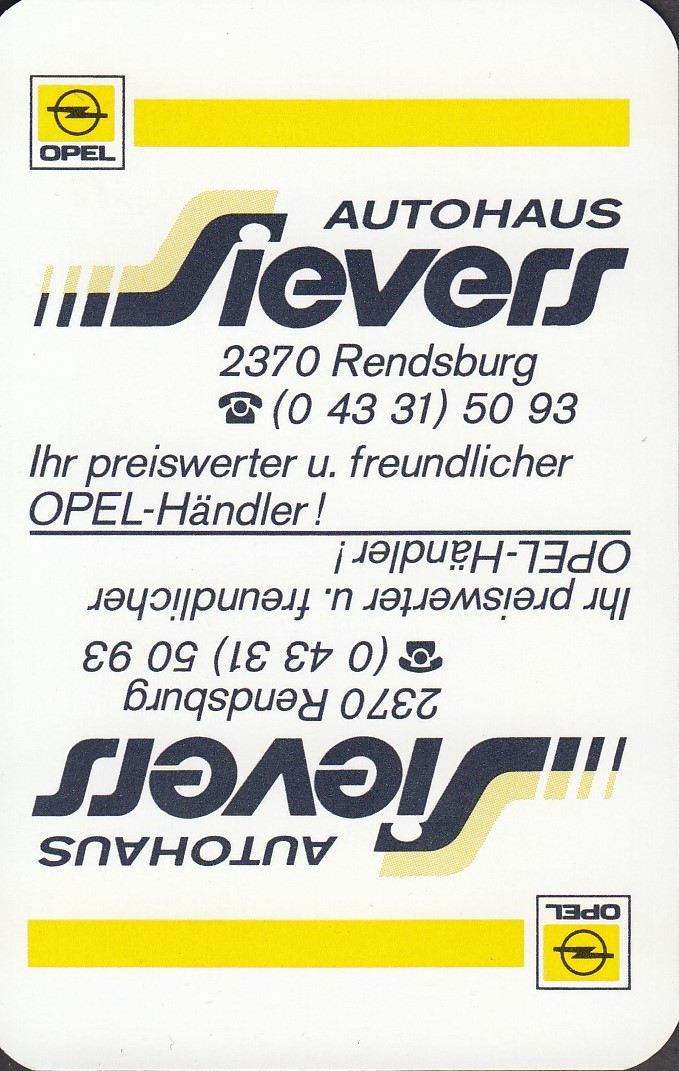 OPEL
AUTOHAUS
Sievers
2370 Rendsburg
☎ (0 43 31) 50 93
Ihr preiswerter u. freundlicher
OPEL-Händler!
OPEL-Händler!
Ihr preiswerter u. freundlicher
☎ (0 43 31) 50 93
2370 Rendsburg
Sievers
AUTOHAUS
OPEL